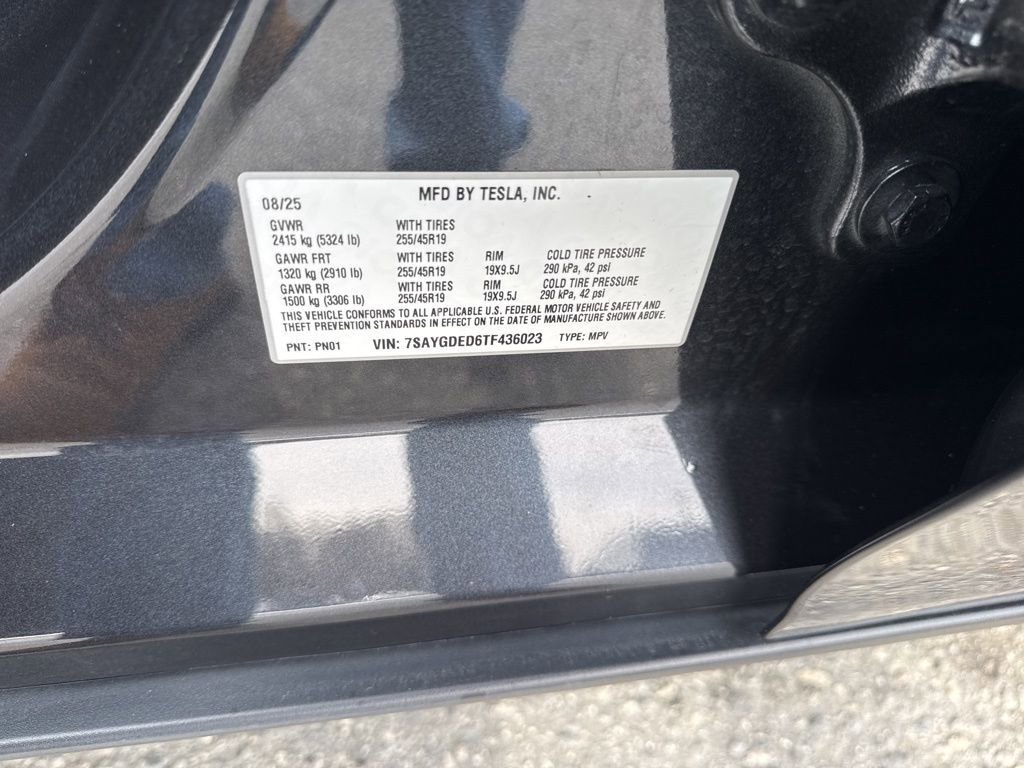 MFD BY TESLA, INC.
08/25
GVWR WITH TIRES
2415 kg (5324 lb) 255/45R19
GAWR FRT WITH TIRES RIM COLD TIRE PRESSURE
1320 kg (2910 lb) 255/45R19 19X9.5J 290 kPa, 42 psi
GAWR RR WITH TIRES RIM COLD TIRE PRESSURE
1500 kg (3306 lb) 255/45R19 19X9.5J 290 kPa, 42 psi
THIS VEHICLE CONFORMS TO ALL APPLICABLE U.S. FEDERAL MOTOR VEHICLE SAFETY AND
THEFT PREVENTION STANDARDS IN EFFECT ON THE DATE OF MANUFACTURE SHOWN ABOVE.
PNT: PN01 VIN: 7SAYGDED6TF436023 TYPE: MPV